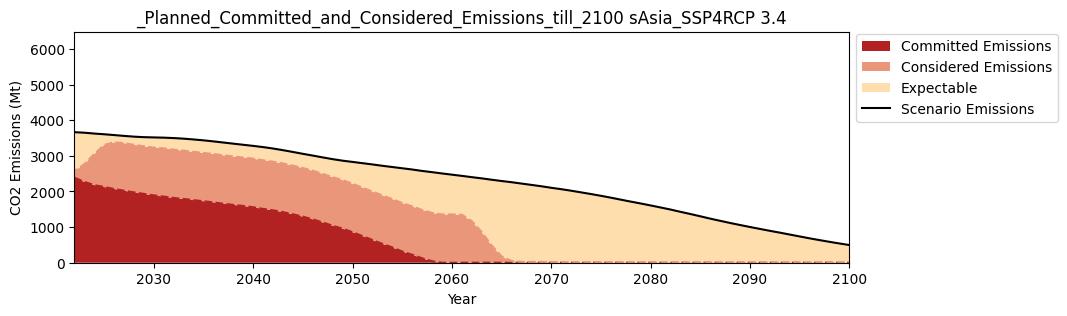 _Planned_Committed_and_Considered_Emissions_till_2100 sAsia_SSP4RCP 3.4
6000
5000
4000
3000
2000
1000
0
CO2 Emissions (Mt)
2030 2040 2050 2060 2070 2080 2090 2100
Year
Committed Emissions
Considered Emissions
Expectable
Scenario Emissions